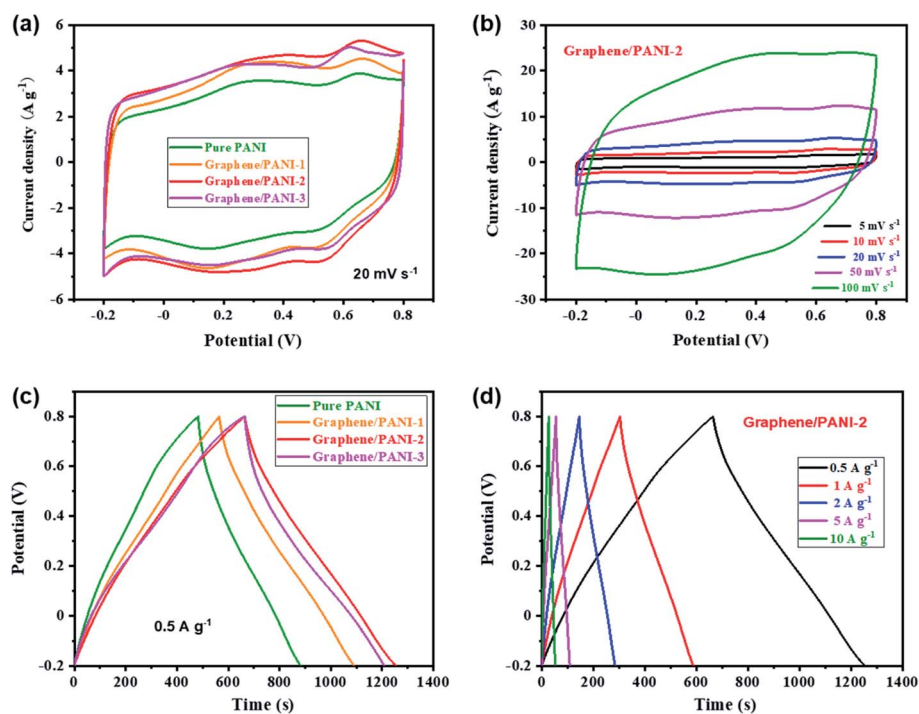 (a)
6
4
2
0
-2
-4
-6
Current density (A g⁻¹)
Pure PANI
Graphene/PANI-1
Graphene/PANI-2
Graphene/PANI-3
20 mV s⁻¹
-0.2 -0 0.2 0.4 0.6 0.8
Potential (V)
(b)
30
20
10
0
-10
-20
-30
Current density (A g⁻¹)
Graphene/PANI-2
5 mV s⁻¹
10 mV s⁻¹
20 mV s⁻¹
50 mV s⁻¹
100 mV s⁻¹
-0.2 -0 0.2 0.4 0.6 0.8
Potential (V)
(c)
0.8
0.6
0.4
0.2
0
-0.2
Potential (V)
Pure PANI
Graphene/PANI-1
Graphene/PANI-2
Graphene/PANI-3
0.5 A g⁻¹
0 200 400 600 800 1000 1200 1400
Time (s)
(d)
0.8
0.4
0
-0.2
Potential (V)
Graphene/PANI-2
0.5 A g⁻¹
1 A g⁻¹
2 A g⁻¹
5 A g⁻¹
10 A g⁻¹
0 200 400 600 800 1000 1200 1400
Time (s)